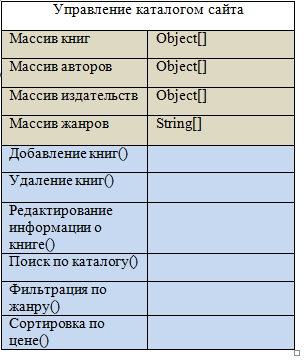 Управление каталогом сайта
Массив книг Object[]
Массив авторов Object[]
Массив издательств Object[]
Массив жанров String[]
Добавление книг()
Удаление книг()
Редактирование
информации о
книге()
Поиск по каталогу()
Фильтрация по
жанру()
Сортировка по
цене()